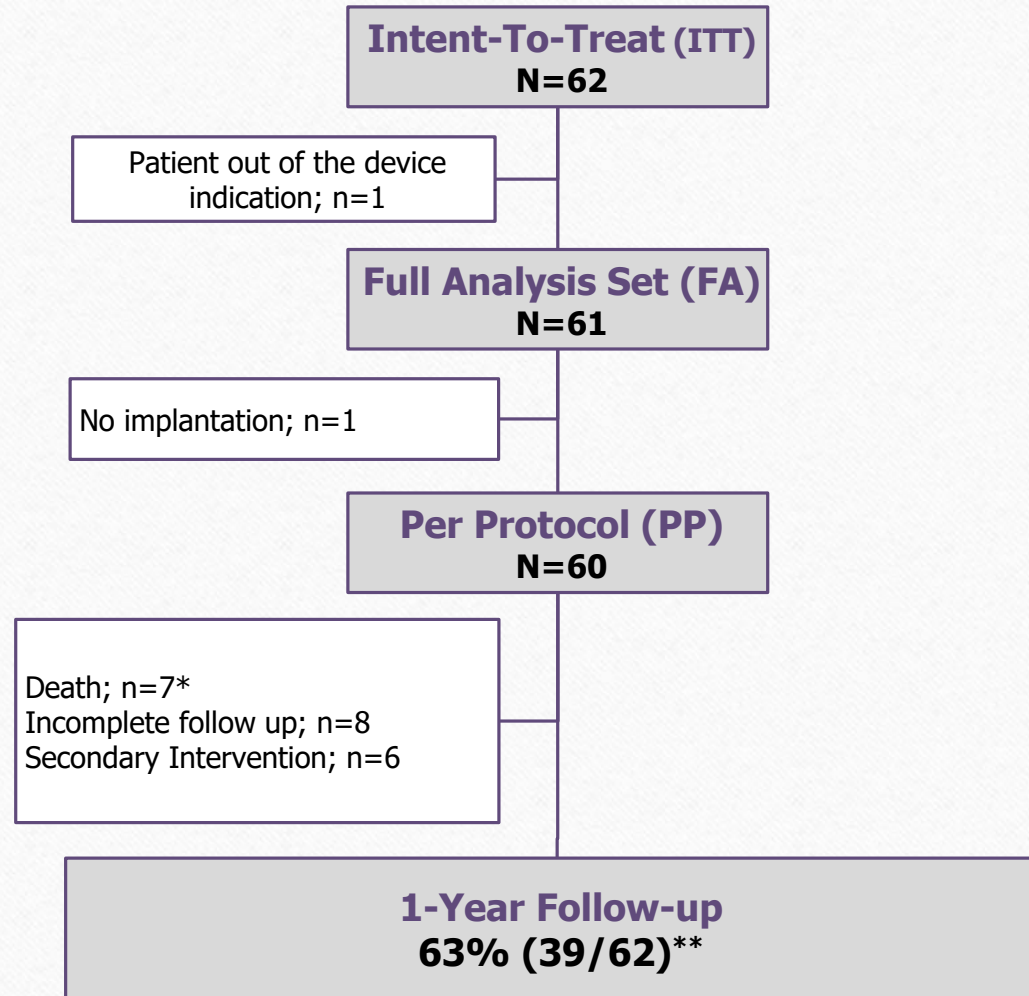 Intent-To-Treat (ITT)
N=62
Patient out of the device
indication; n=1
Full Analysis Set (FA)
N=61
No implantation; n=1
Per Protocol (PP)
N=60
Death; n=7*
Incomplete follow up; n=8
Secondary Intervention; n=6
1-Year Follow-up
63% (39/62)**